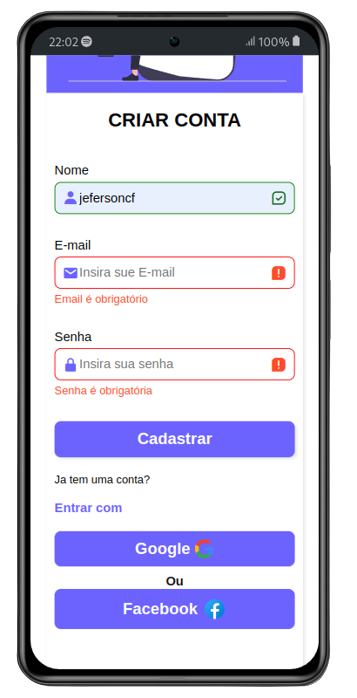 22:02 100%
CRIAR CONTA
Nome
jefersoncf
E-mail
Insira sue E-mail
Email é obrigatório
Senha
Insira sua senha
Senha é obrigatória
Cadastrar
Ja tem uma conta?
Entrar com
Google
Ou
Facebook